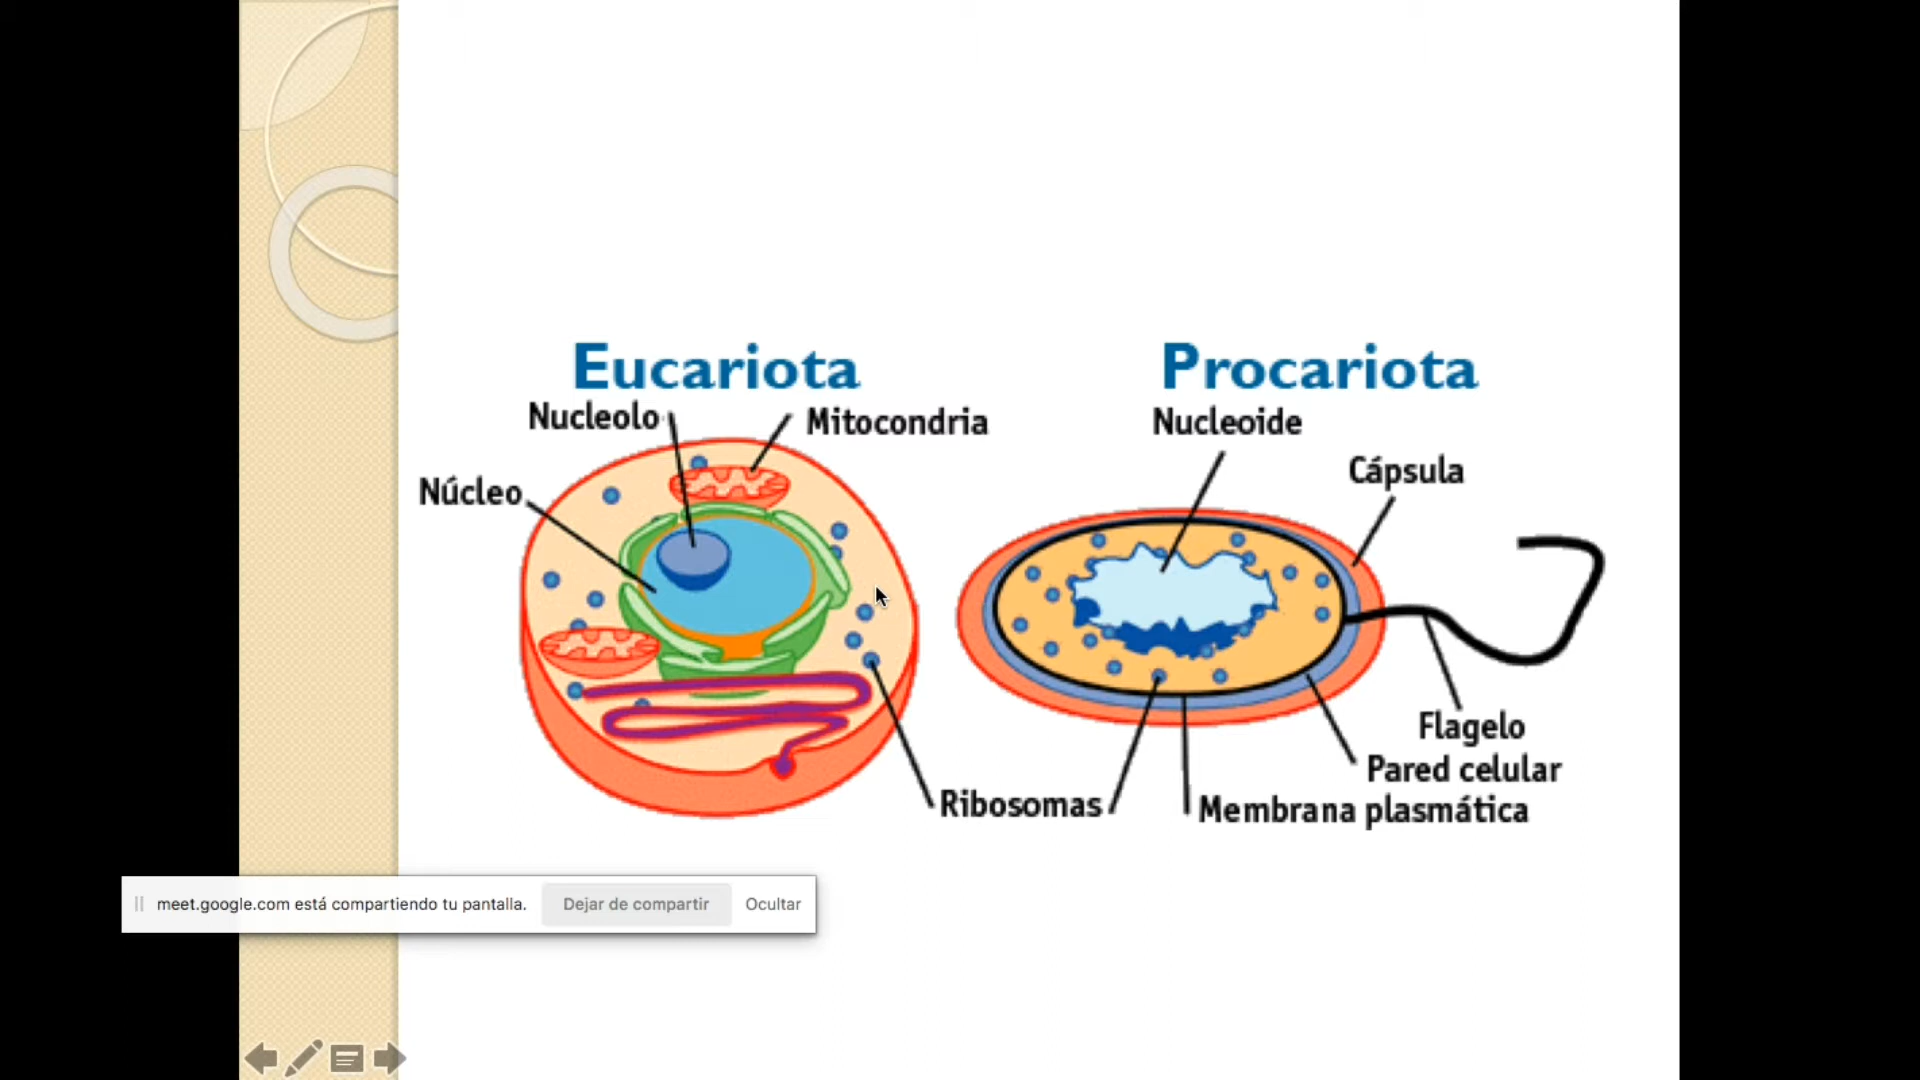 Eucariota
Procariota
Nucleolo
Mitocondria
Nucleoide
Núcleo
Cápsula
Flagelo
Pared celular
Ribosomas
Membrana plasmática
meet.google.com está compartiendo tu pantalla.
Dejar de compartir
Ocultar